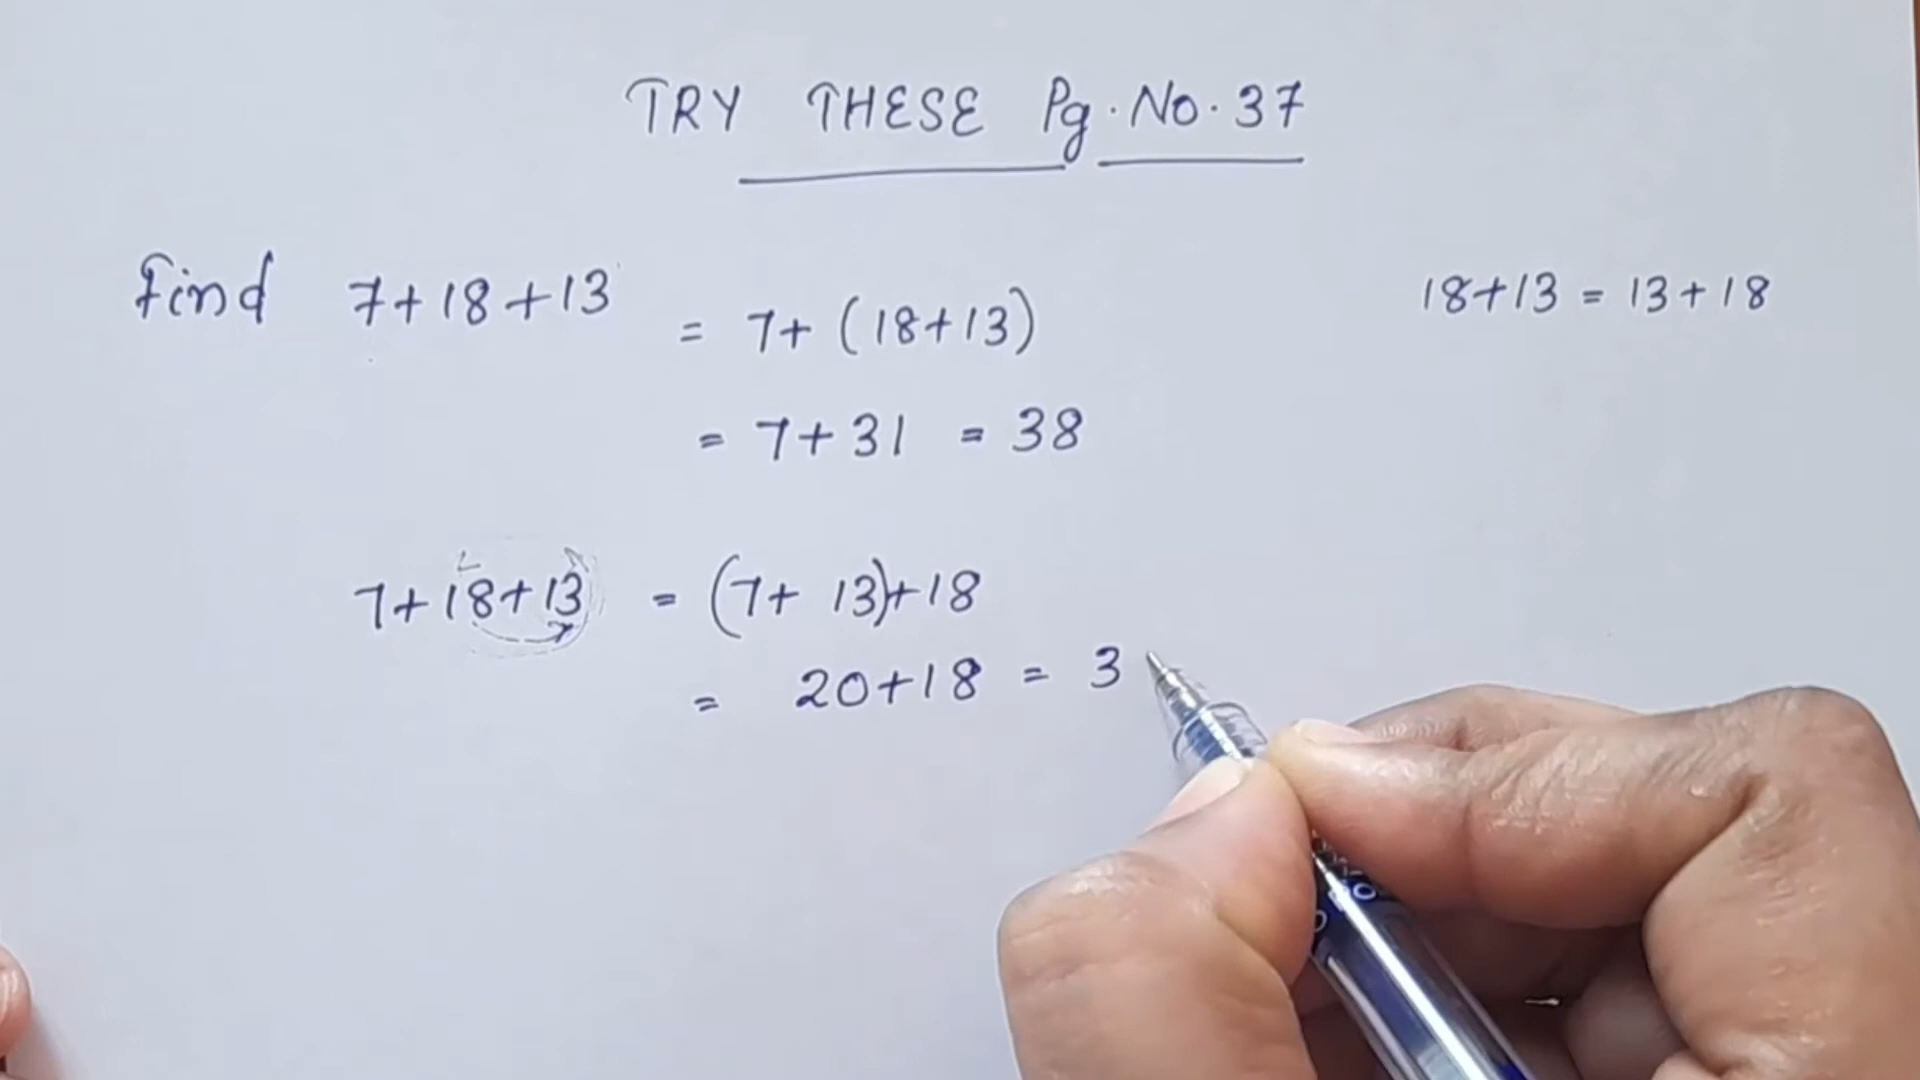 TRY THESE Pg. No. 37
Find 7+18+13 = 7+ (18+13)
18+13 = 13+18
= 7+31 = 38
7+18+13 = (7+ 13)+18
= 20+18 = 3